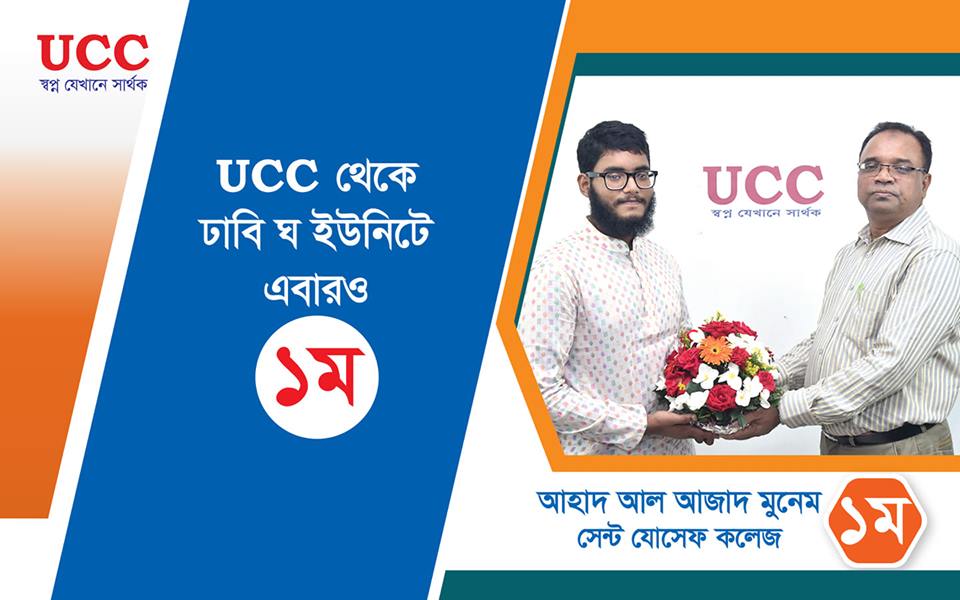 UCC
স্বপ্ন যেখানে সার্থক
UCC থেকে
ঢাবি ঘ ইউনিটে
এবারও
১ম
UCC
স্বপ্ন যেখানে সার্থক
আহাদ আল আজাদ মুনেম
সেন্ট যোসেফ কলেজ
১ম